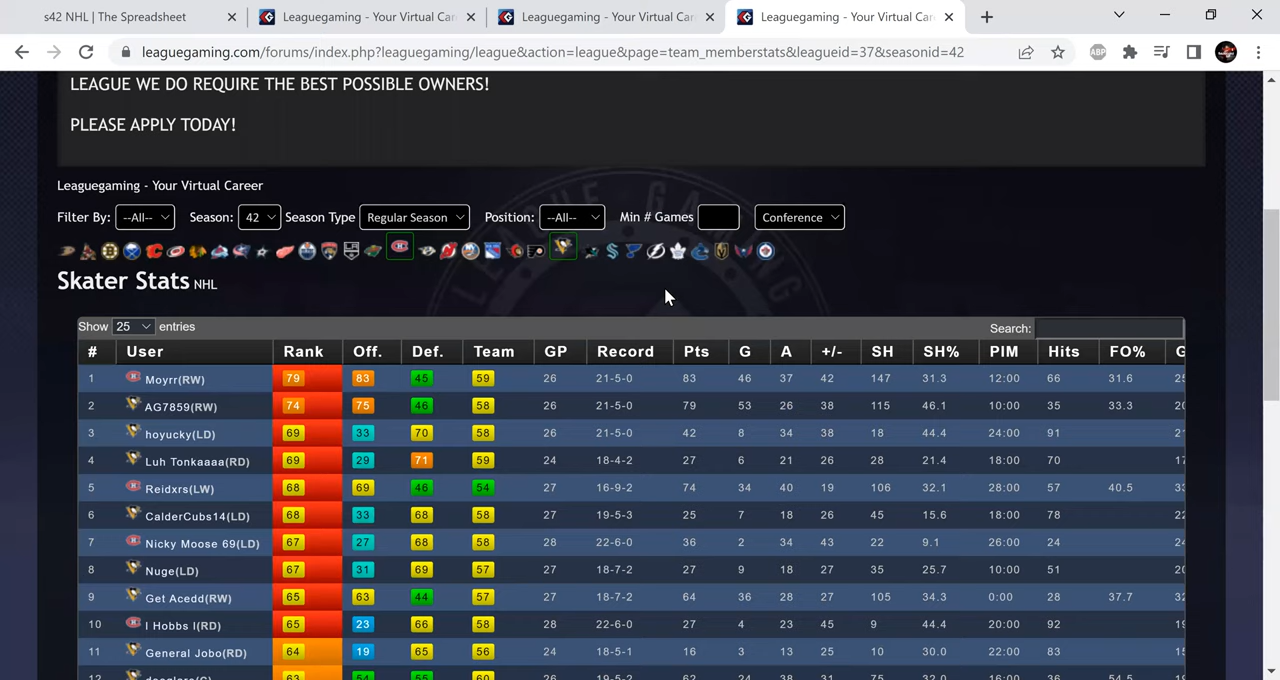 s42 NHL | The Spreadsheet
Leaguegaming - Your Virtual Car
Leaguegaming - Your Virtual Car
Leaguegaming - Your Virtual Car
leaguegaming.com/forums/index.php?leaguegaming/league&action=league&page=team_memberstats&leagueid=37&seasonid=42
ABP
LEAGUE WE DO REQUIRE THE BEST POSSIBLE OWNERS!
PLEASE APPLY TODAY!
Leaguegaming - Your Virtual Career
Filter By: --All-- Season: 42 Season Type Regular Season Position: --All-- Min # Games Conference
Skater Stats NHL
Show 25 entries Search:
# User Rank Off. Def. Team GP Record Pts G A +/- SH SH% PIM Hits FO% G
1 Moyrr(RW) 79 83 45 59 26 21-5-0 83 46 37 42 147 31.3 12:00 66 31.6
2 AG7859(RW) 74 75 46 58 26 21-5-0 79 53 26 38 115 46.1 10:00 35 33.3
3 hoyucky(LD) 69 33 70 58 26 21-5-0 42 8 34 38 18 44.4 24:00 91
4 Luh Tonkaaaa(RD) 69 29 71 59 24 18-4-2 27 6 21 26 28 21.4 18:00 70
5 Reidxrs(LW) 68 69 46 54 27 16-9-2 74 34 40 19 106 32.1 28:00 57 40.5
6 CalderCubs14(LD) 68 33 68 58 27 19-5-3 25 7 18 26 45 15.6 18:00 78
7 Nicky Moose 69(LD) 67 27 68 58 28 22-6-0 36 2 34 43 22 9.1 26:00 24
8 Nuge(LD) 67 31 69 57 27 18-7-2 27 9 18 27 35 25.7 10:00 51
9 Get Acedd(RW) 65 63 44 57 27 18-7-2 64 36 28 27 105 34.3 0:00 28 37.7
10 I Hobbs I(RD) 65 23 66 58 28 22-6-0 27 4 23 45 9 44.4 20:00 92
11 General Jobo(RD) 64 19 65 56 24 18-5-1 16 3 13 25 10 30.0 22:00 83